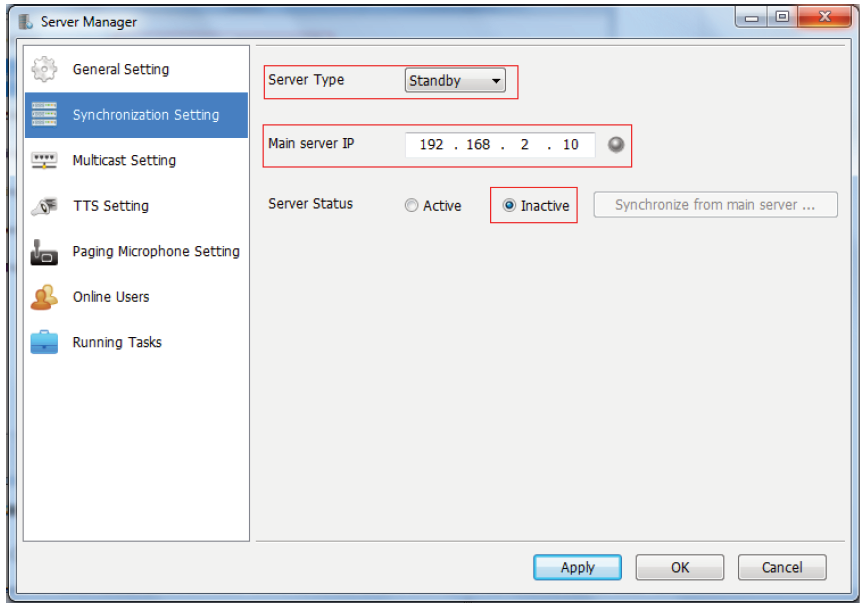 Server Manager
General Setting
Synchronization Setting
Multicast Setting
TTS Setting
Paging Microphone Setting
Online Users
Running Tasks
Server Type Standby
Main server IP 192 . 168 . 2 . 10
Server Status Active Inactive Synchronize from main server ...
Apply OK Cancel